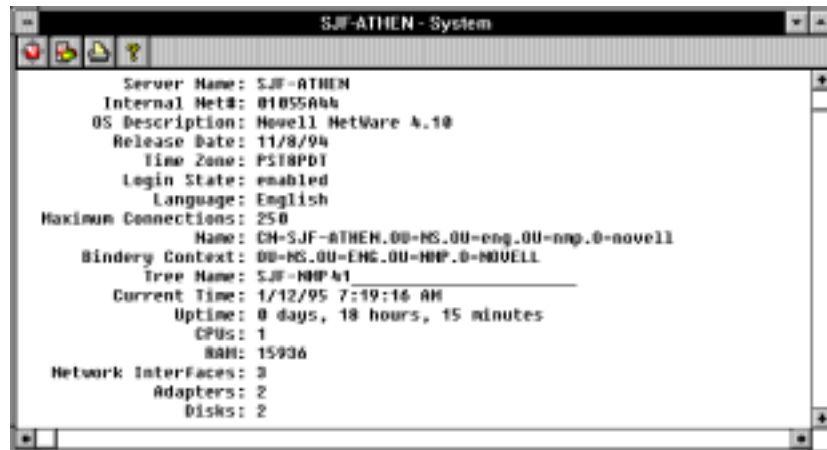 SJF-ATHEN - System
Server Name: SJF-ATHEN
Internal Net#: 01055A44
OS Description: Novell NetWare 4.10
Release Date: 11/8/94
Time Zone: PST8PDT
Login State: enabled
Language: English
Maximum Connections: 250
Name: CN=SJF-ATHEN.OU=NS.OU=eng.OU=nmp.O=novell
Bindery Context: OU=NS.OU=ENG.OU=NMP.O=NOVELL
Tree Name: SJF-NMP41________________________
Current Time: 1/12/95 7:19:16 AM
Uptime: 0 days, 18 hours, 15 minutes
CPUs: 1
RAM: 15936
Network Interfaces: 3
Adapters: 2
Disks: 2